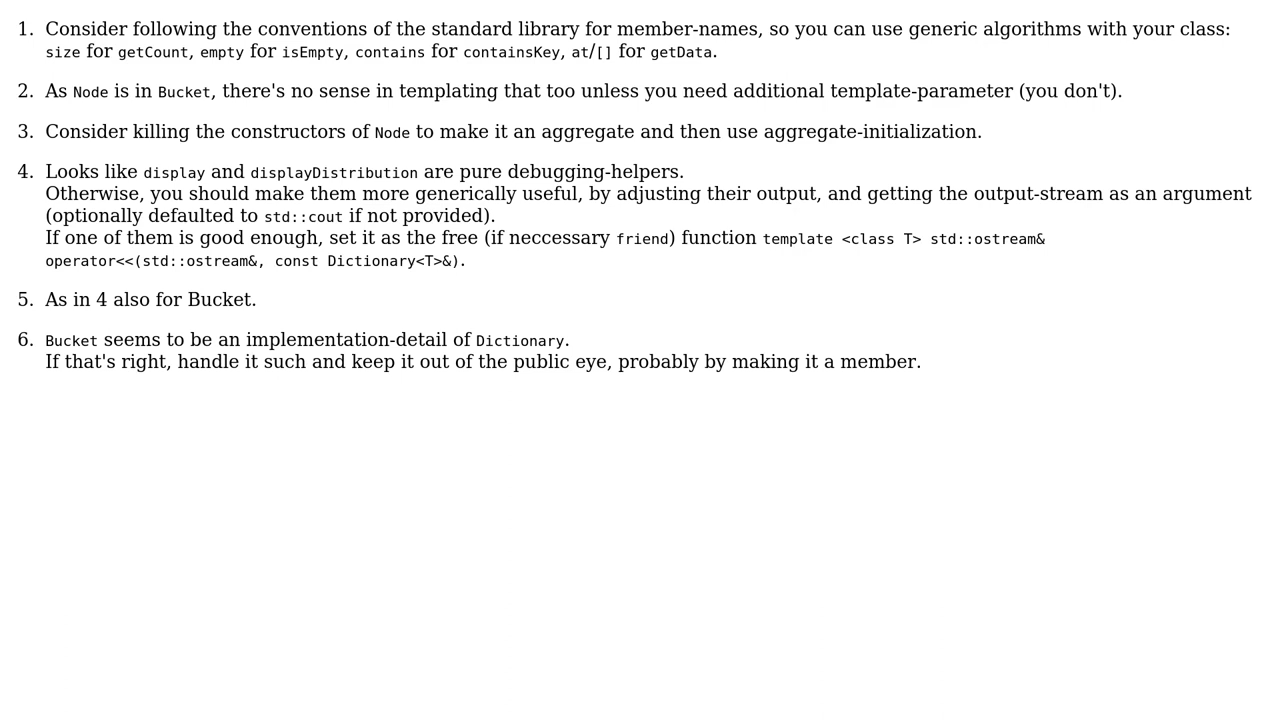 1. Consider following the conventions of the standard library for member-names, so you can use generic algorithms with your class:
size for getCount, empty for isEmpty, contains for containsKey, at/[] for getData.
2. As Node is in Bucket, there's no sense in templating that too unless you need additional template-parameter (you don't).
3. Consider killing the constructors of Node to make it an aggregate and then use aggregate-initialization.
4. Looks like display and displayDistribution are pure debugging-helpers.
Otherwise, you should make them more generically useful, by adjusting their output, and getting the output-stream as an argument
(optionally defaulted to std::cout if not provided).
If one of them is good enough, set it as the free (if neccessary friend) function template <class T> std::ostream&
operator<<(std::ostream&, const Dictionary<T>&).
5. As in 4 also for Bucket.
6. Bucket seems to be an implementation-detail of Dictionary.
If that's right, handle it such and keep it out of the public eye, probably by making it a member.